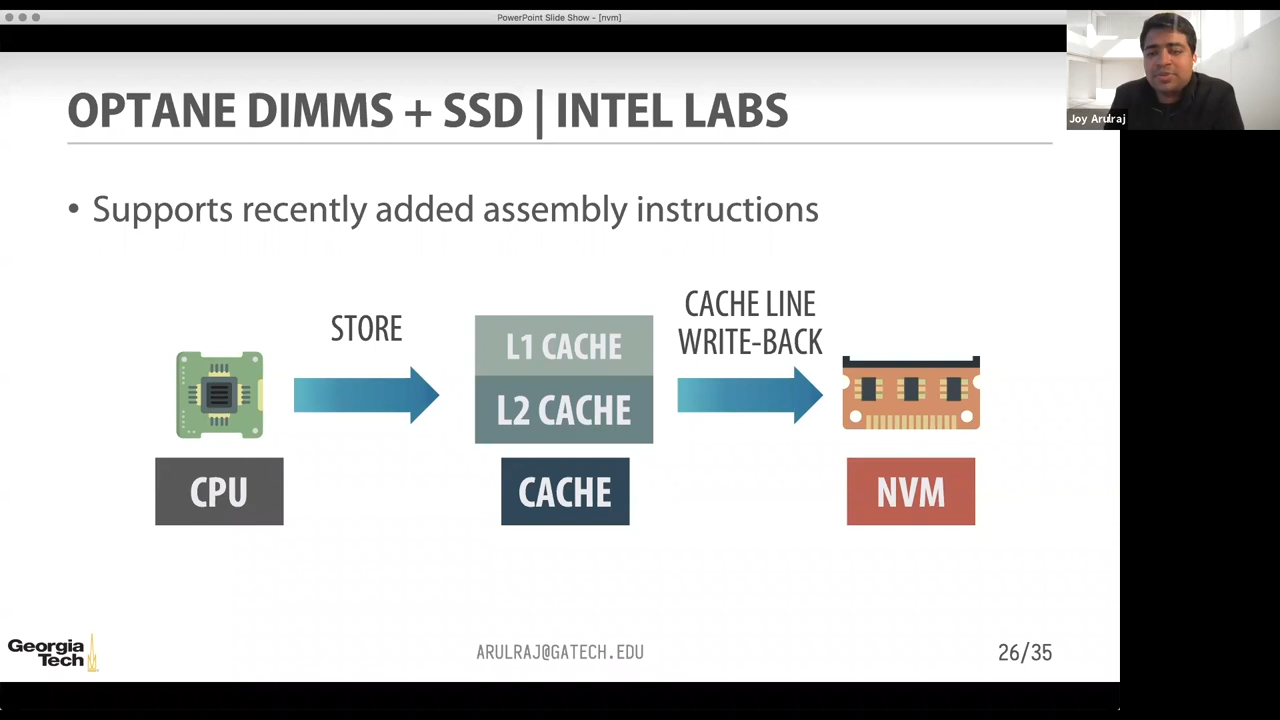 PowerPoint Slide Show - [nvm]
OPTANE DIMMS + SSD | INTEL LABS
Joy Arulraj
• Supports recently added assembly instructions
STORE
CACHE LINE
WRITE-BACK
L1 CACHE
L2 CACHE
CPU
CACHE
NVM
Georgia
Tech
ARULRAJ@GATECH.EDU
26/35